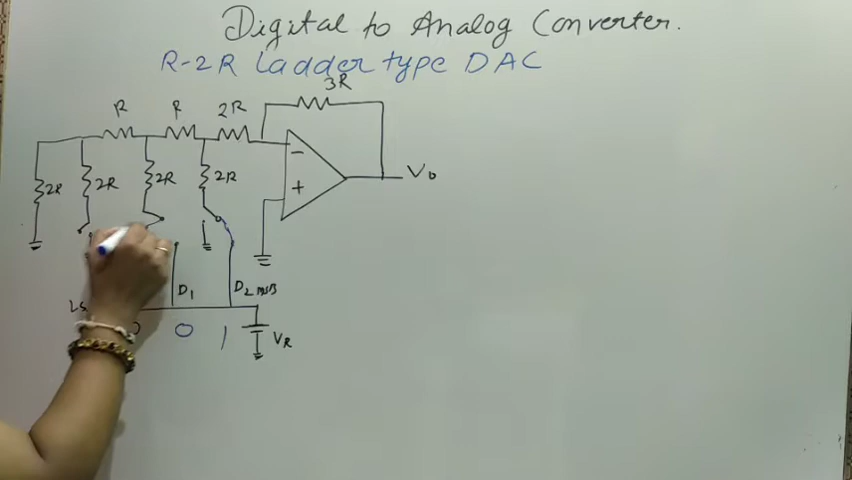 Digital to Analog Converter.
R-2R Ladder type DAC
3R
R R 2R
2R 2R 2R 2R
- +
Vo
D1 D2 MSB
0 1
VR